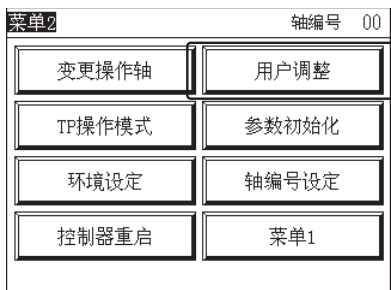 菜单2 轴编号 00
变更操作轴 用户调整
TP操作模式 参数初始化
环境设定 轴编号设定
控制器重启 菜单1